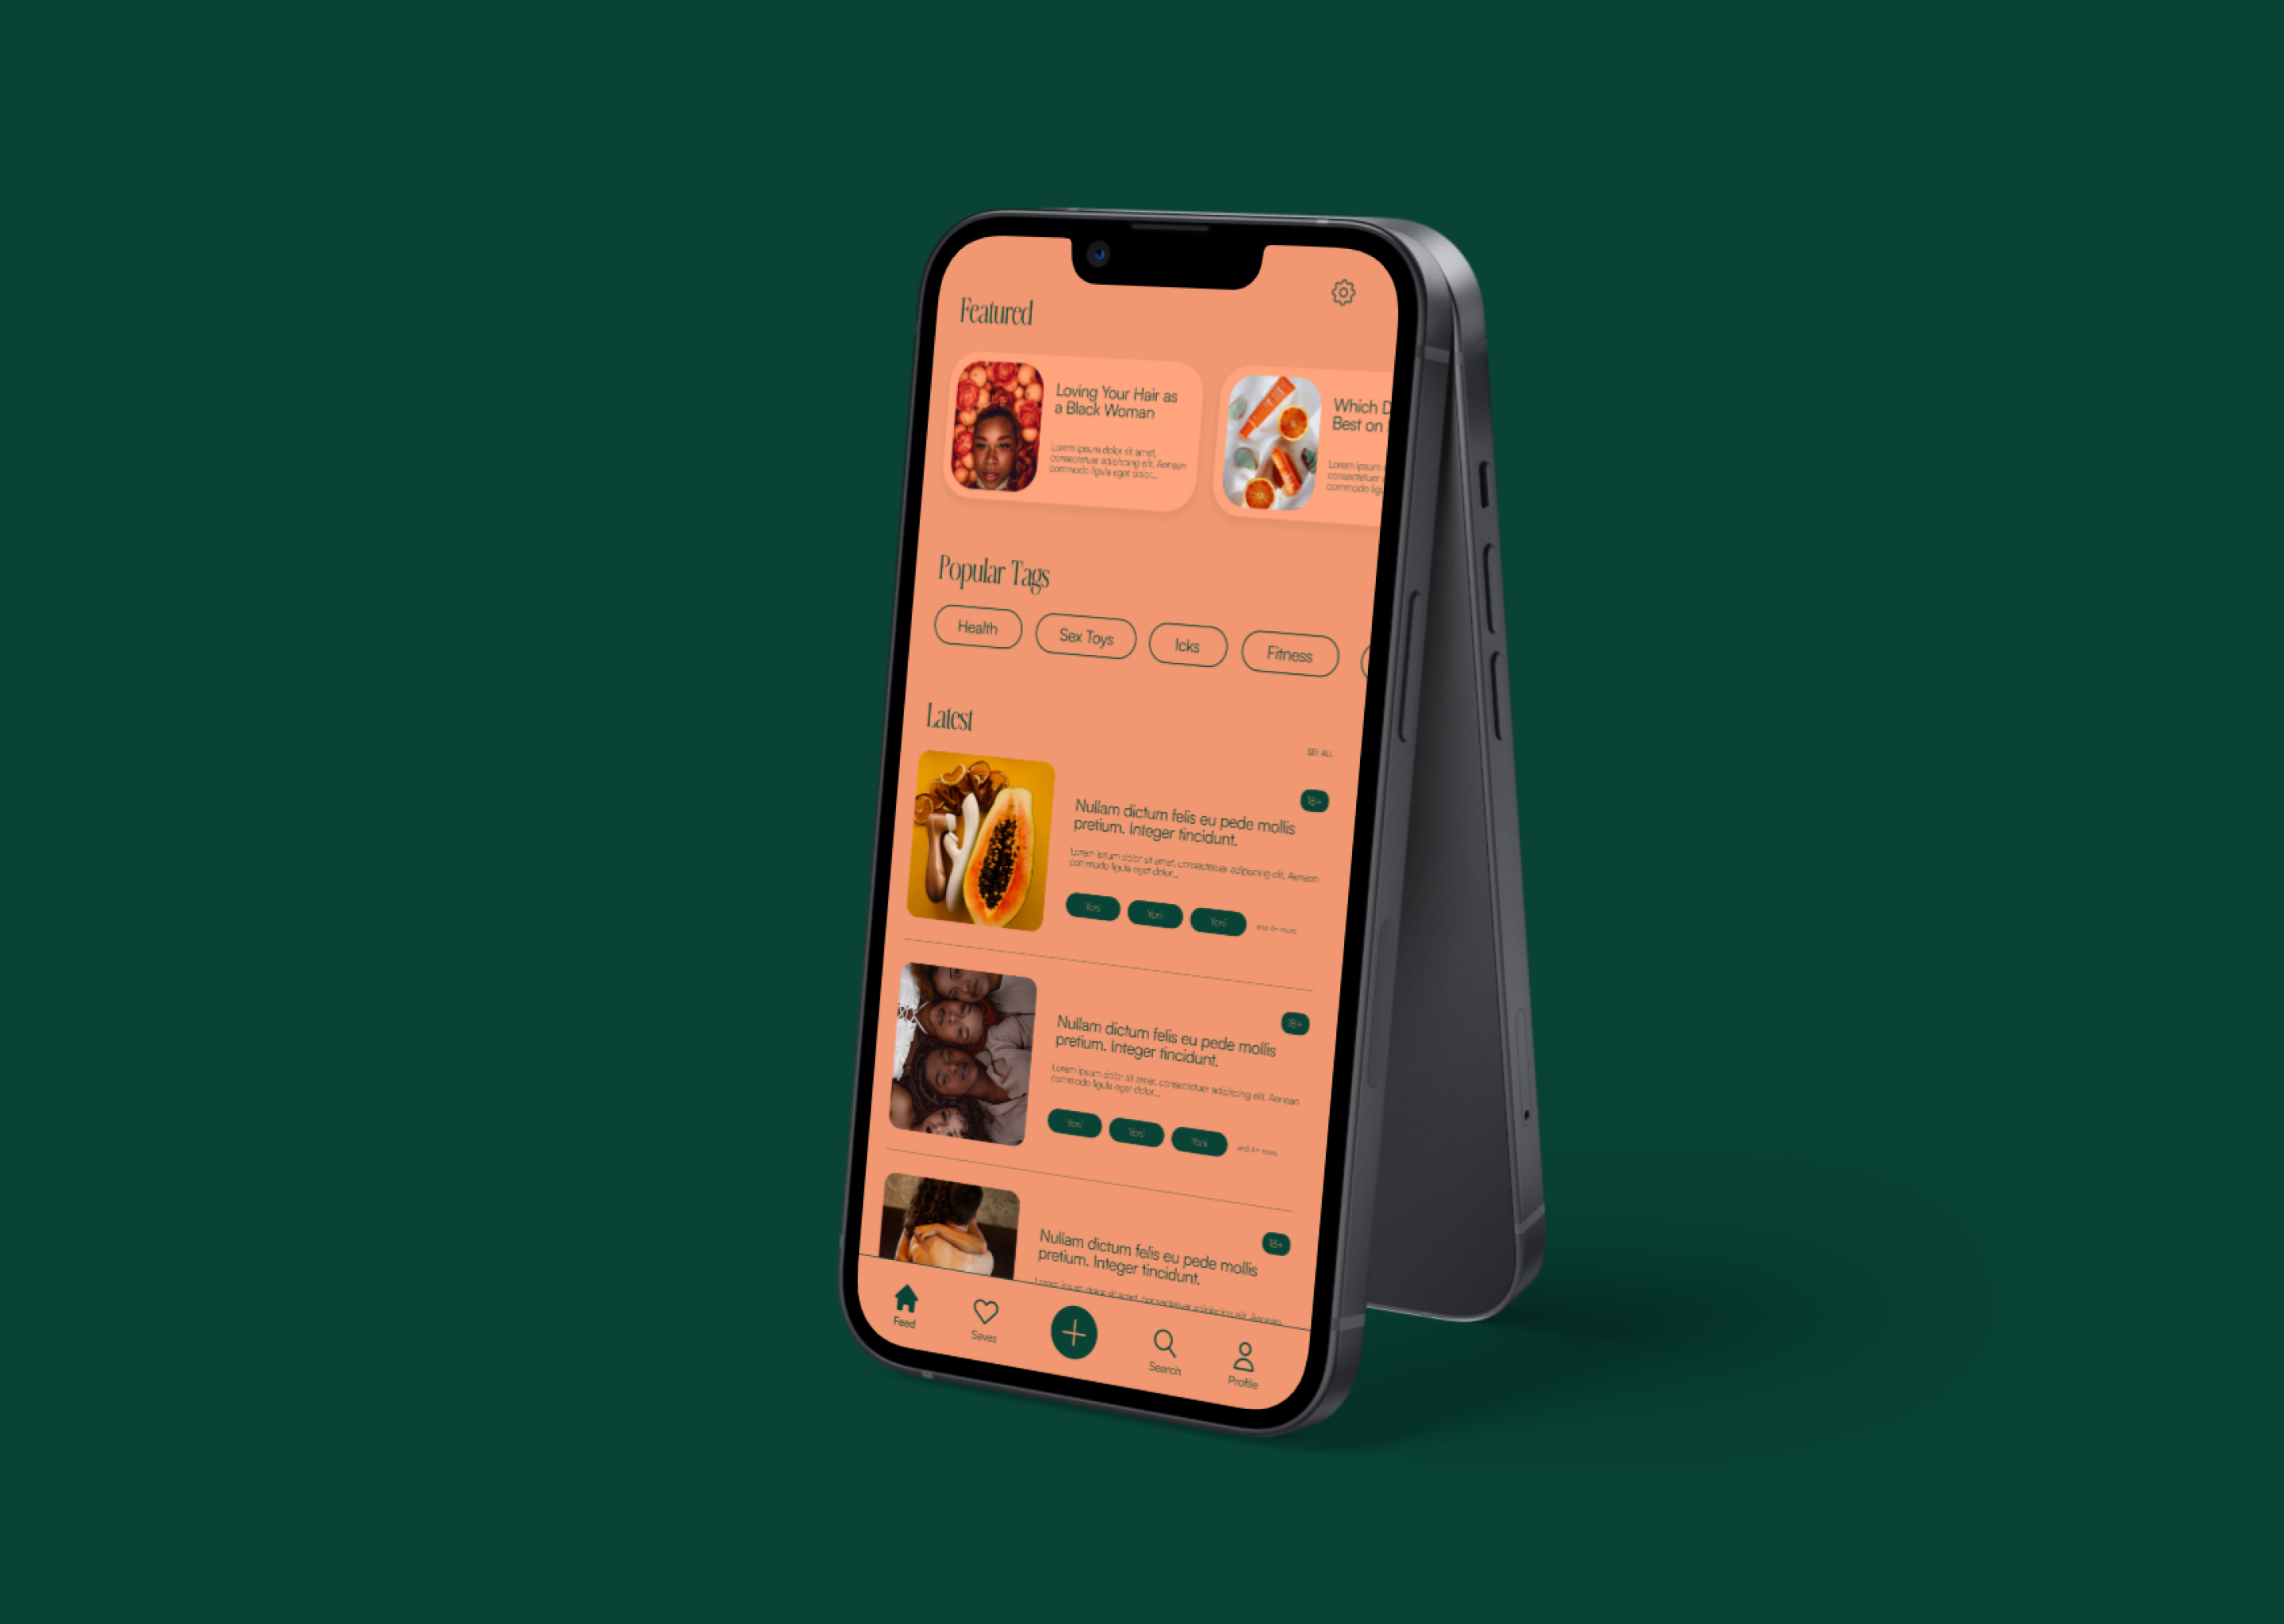 Featured
Loving Your Hair as
a Black Woman
Lorem ipsum dolor sit amet,
consectetuer adipiscing elit. Aenean
commodo ligula eget dolor...
Which D
Best on
Lorem ipsum
consectetuer
commodo ligu
Popular Tags
Health
Sex Toys
Icks
Fitness
Latest
SEE ALL
18+
Nullam dictum felis eu pede mollis
pretium. Integer tincidunt.
Lorem ipsum dolor sit amet, consectetuer adipiscing elit. Aenean
commodo ligula eget dolor...
Yoni Yoni Yoni and 4+ more
18+
Nullam dictum felis eu pede mollis
pretium. Integer tincidunt.
Lorem ipsum dolor sit amet, consectetuer adipiscing elit. Aenean
commodo ligula eget dolor...
Yoni Yoni Yoni and 4+ more
18+
Nullam dictum felis eu pede mollis
pretium. Integer tincidunt.
Lorem ipsum dolor sit amet, consectetuer adipiscing elit. Aenean
Feed
Saves
Search
Profile